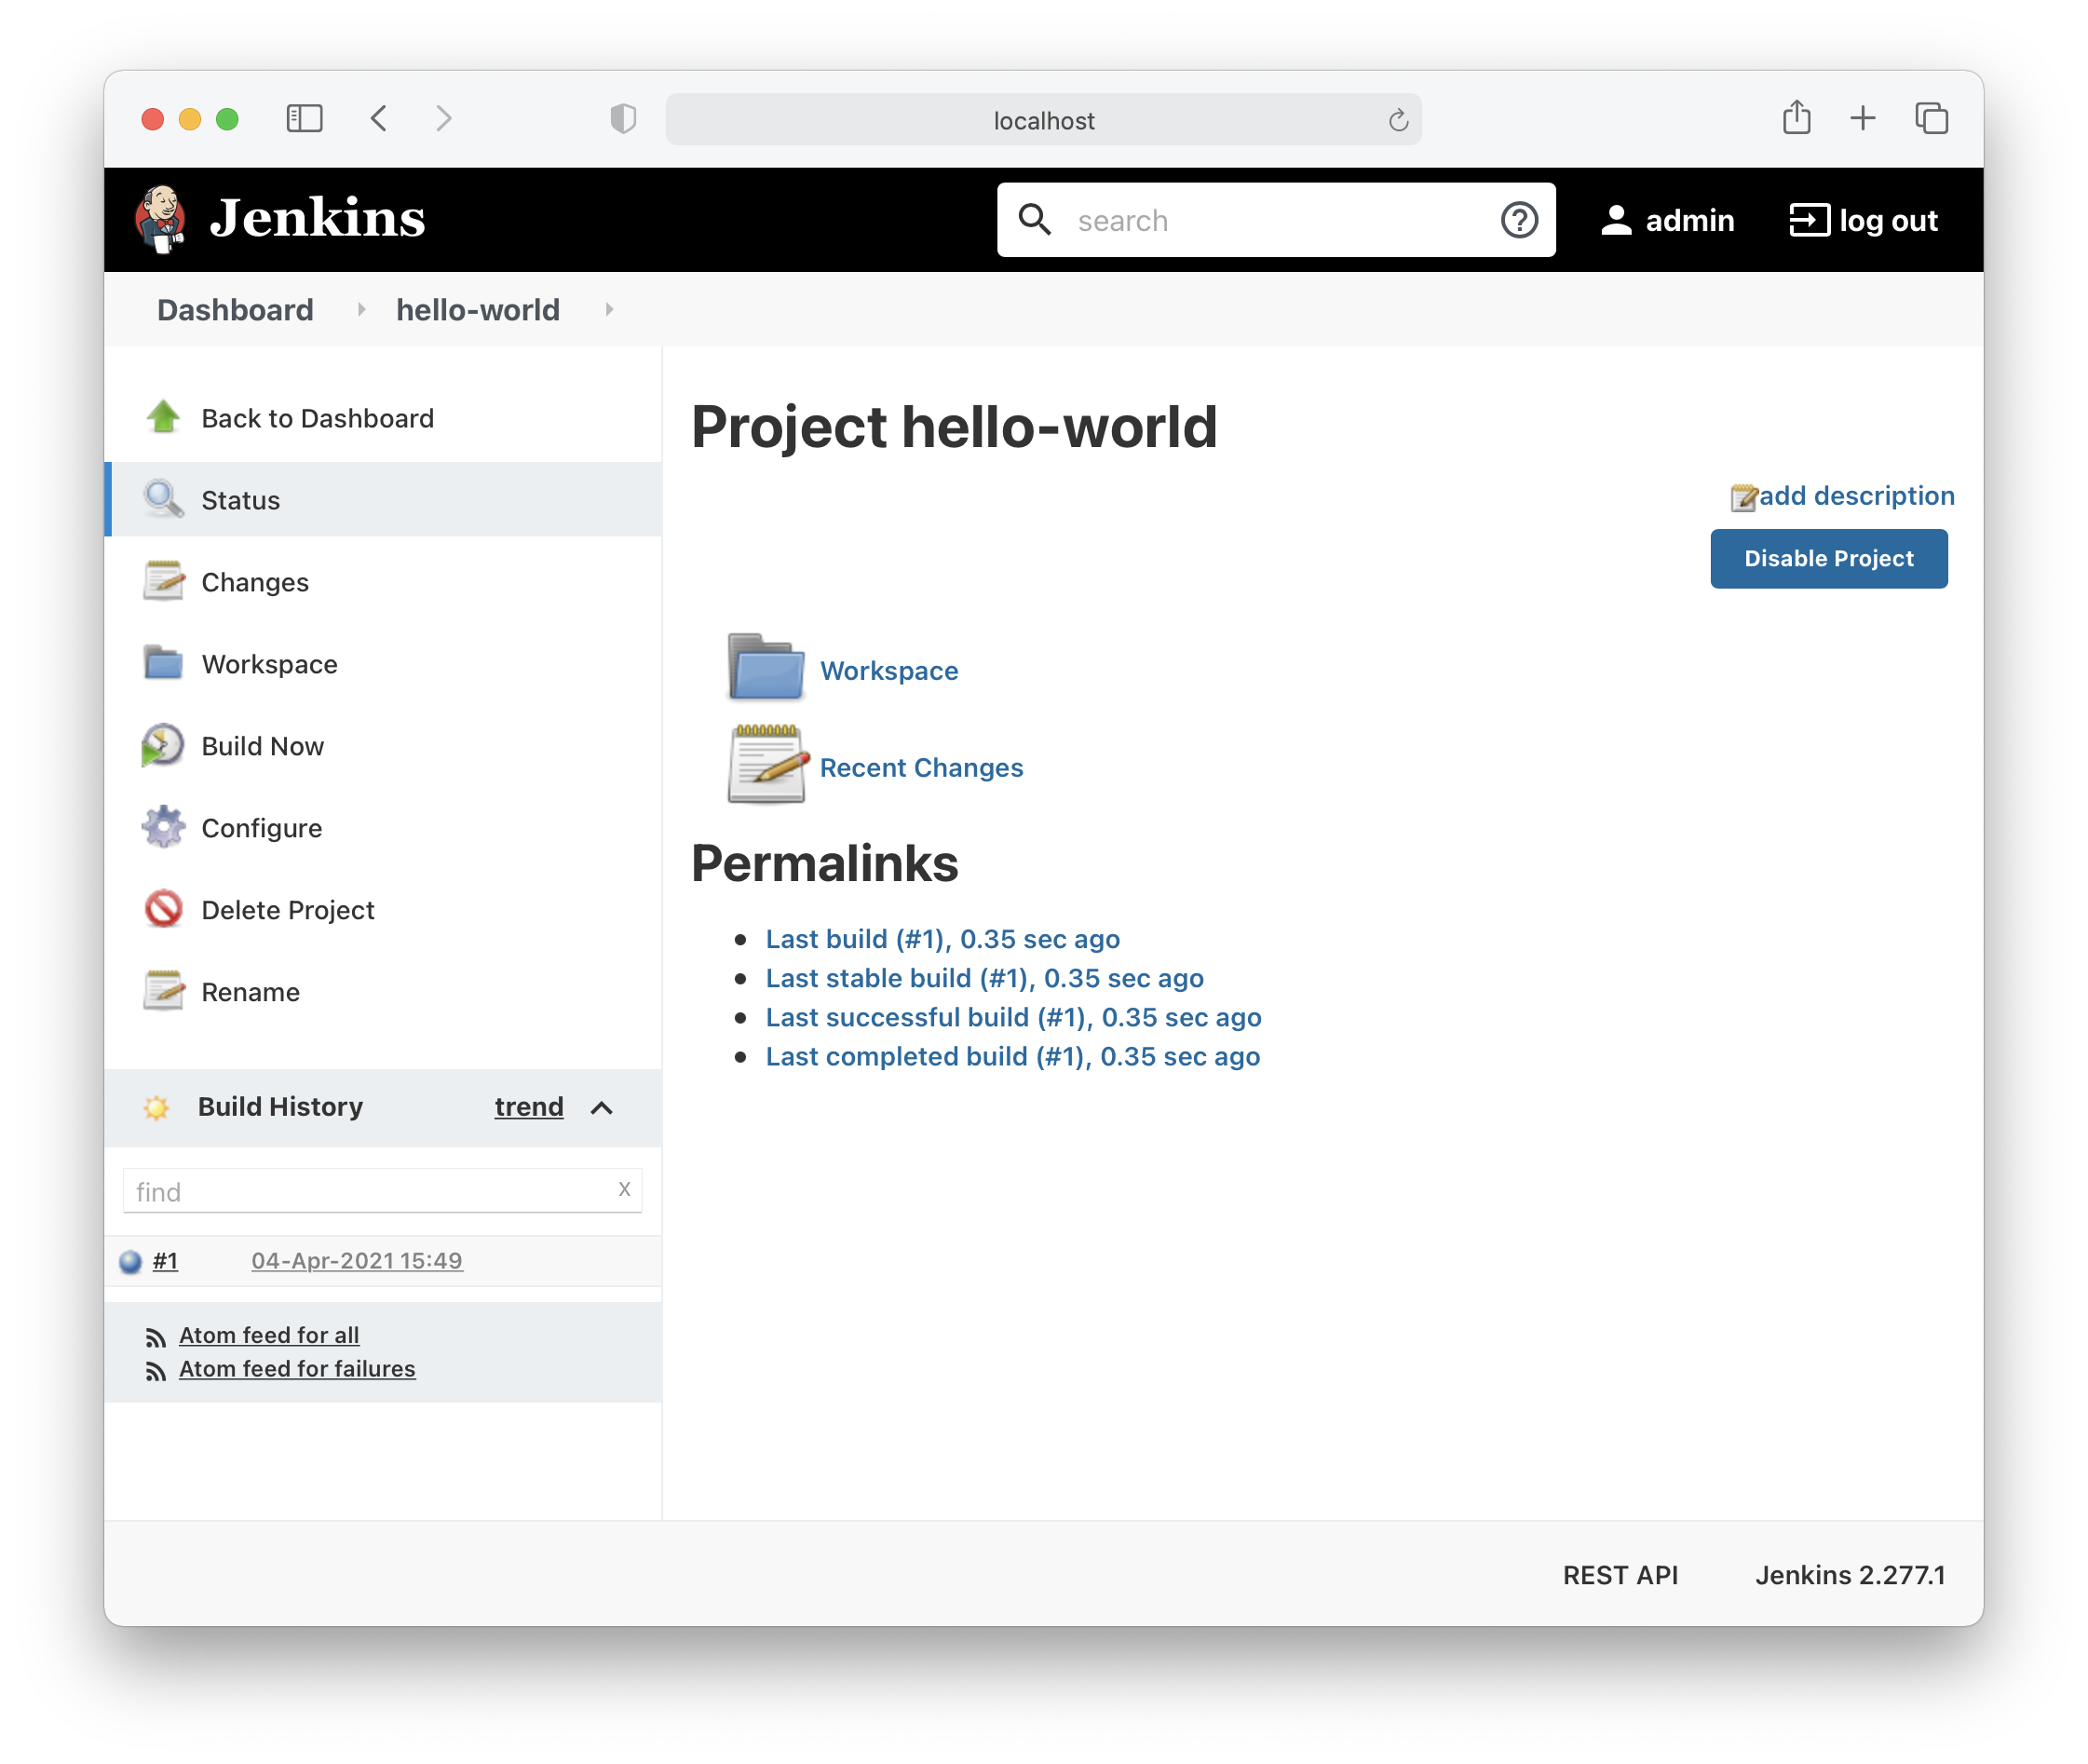 localhost
Jenkins
search
admin
log out
Dashboard
hello-world
Back to Dashboard
Status
Changes
Workspace
Build Now
Configure
Delete Project
Rename
Build History
trend
find
x
#1
04-Apr-2021 15:49
Atom feed for all
Atom feed for failures
Project hello-world
add description
Disable Project
Workspace
Recent Changes
Permalinks
Last build (#1), 0.35 sec ago
Last stable build (#1), 0.35 sec ago
Last successful build (#1), 0.35 sec ago
Last completed build (#1), 0.35 sec ago
REST API
Jenkins 2.277.1